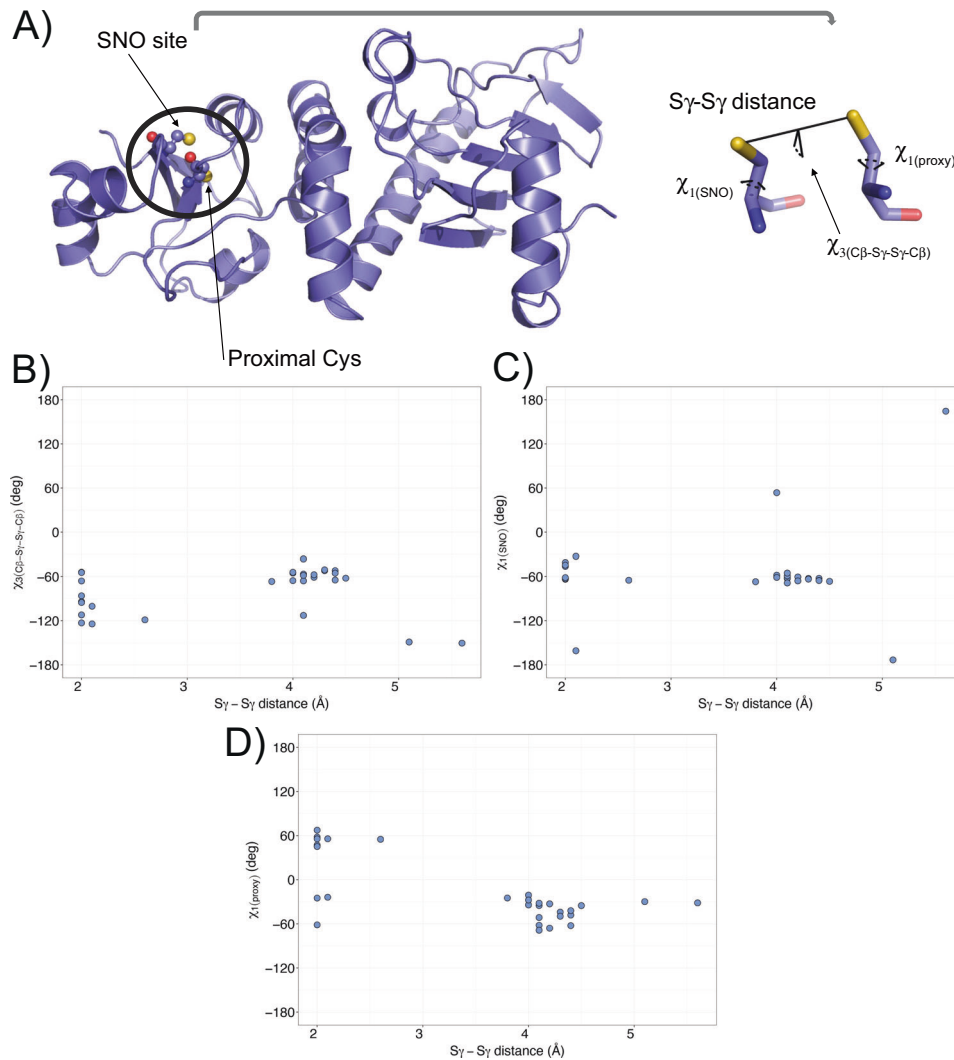 A)
SNO site
Sγ-Sγ distance
χ1(proxy)
χ1(SNO)
χ3(Cβ-Sγ-Sγ-Cβ)
Proximal Cys
B)
χ3(Cβ−Sγ−Sγ−Cβ) (deg)
180
120
60
0
−60
−120
−180
2
3
4
5
Sγ − Sγ distance (Å)
C)
χ1(SNO) (deg)
180
120
60
0
−60
−120
−180
2
3
4
5
Sγ − Sγ distance (Å)
D)
χ1(proxy) (deg)
180
120
60
0
−60
−120
−180
2
3
4
5
Sγ − Sγ distance (Å)